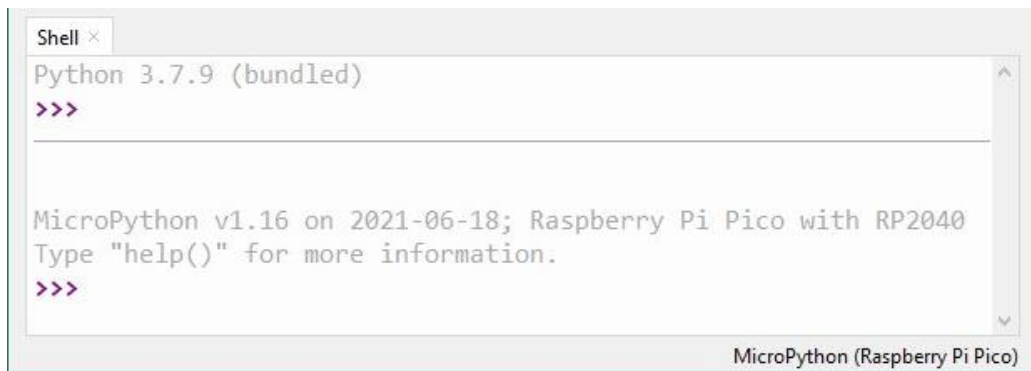 Shell ×
Python 3.7.9 (bundled)
>>>
MicroPython v1.16 on 2021-06-18; Raspberry Pi Pico with RP2040
Type "help()" for more information.
>>>
MicroPython (Raspberry Pi Pico)